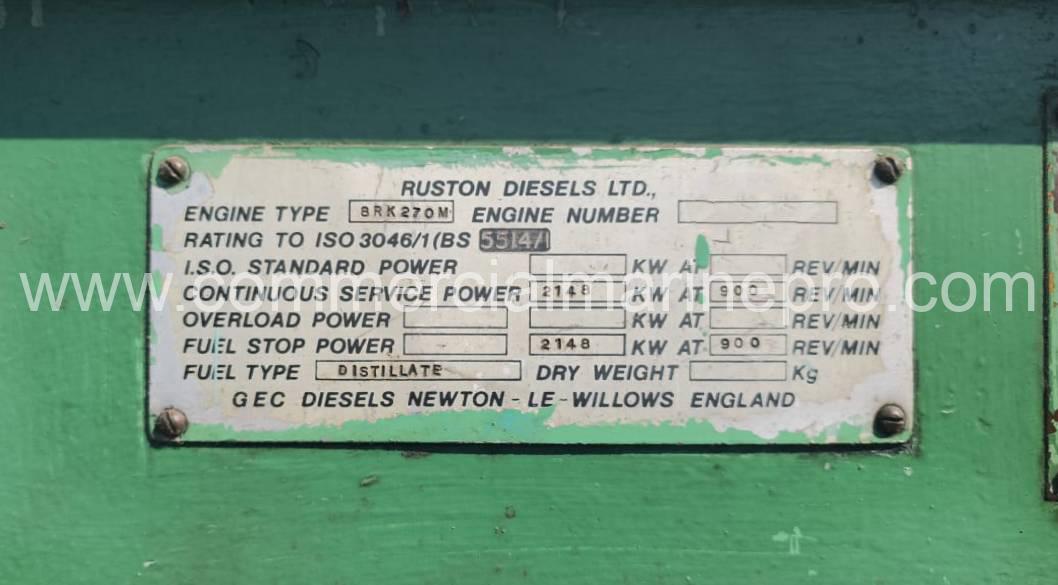 RUSTON DIESELS LTD.,
ENGINE TYPE 8RK270M ENGINE NUMBER
RATING TO ISO 3046/1(BS 5514/1
I.S.O. STANDARD POWER KW AT REV/MIN
www.commercialmarinepc.com
CONTINUOUS SERVICE POWER 2148 KW AT 900 REV/MIN
OVERLOAD POWER KW AT REV/MIN
FUEL STOP POWER 2148 KW AT 900 REV/MIN
FUEL TYPE DISTILLATE DRY WEIGHT Kg
GEC DIESELS NEWTON-LE-WILLOWS ENGLAND